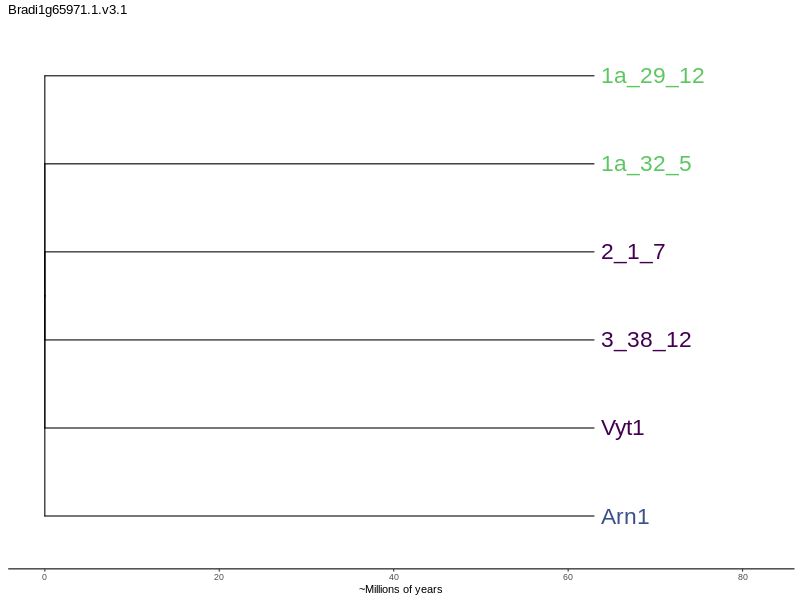 Bradi1g65971.1.v3.1
1a_29_12
1a_32_5
2_1_7
3_38_12
Vyt1
Arn1
0 20 40 60 80
~Millions of years